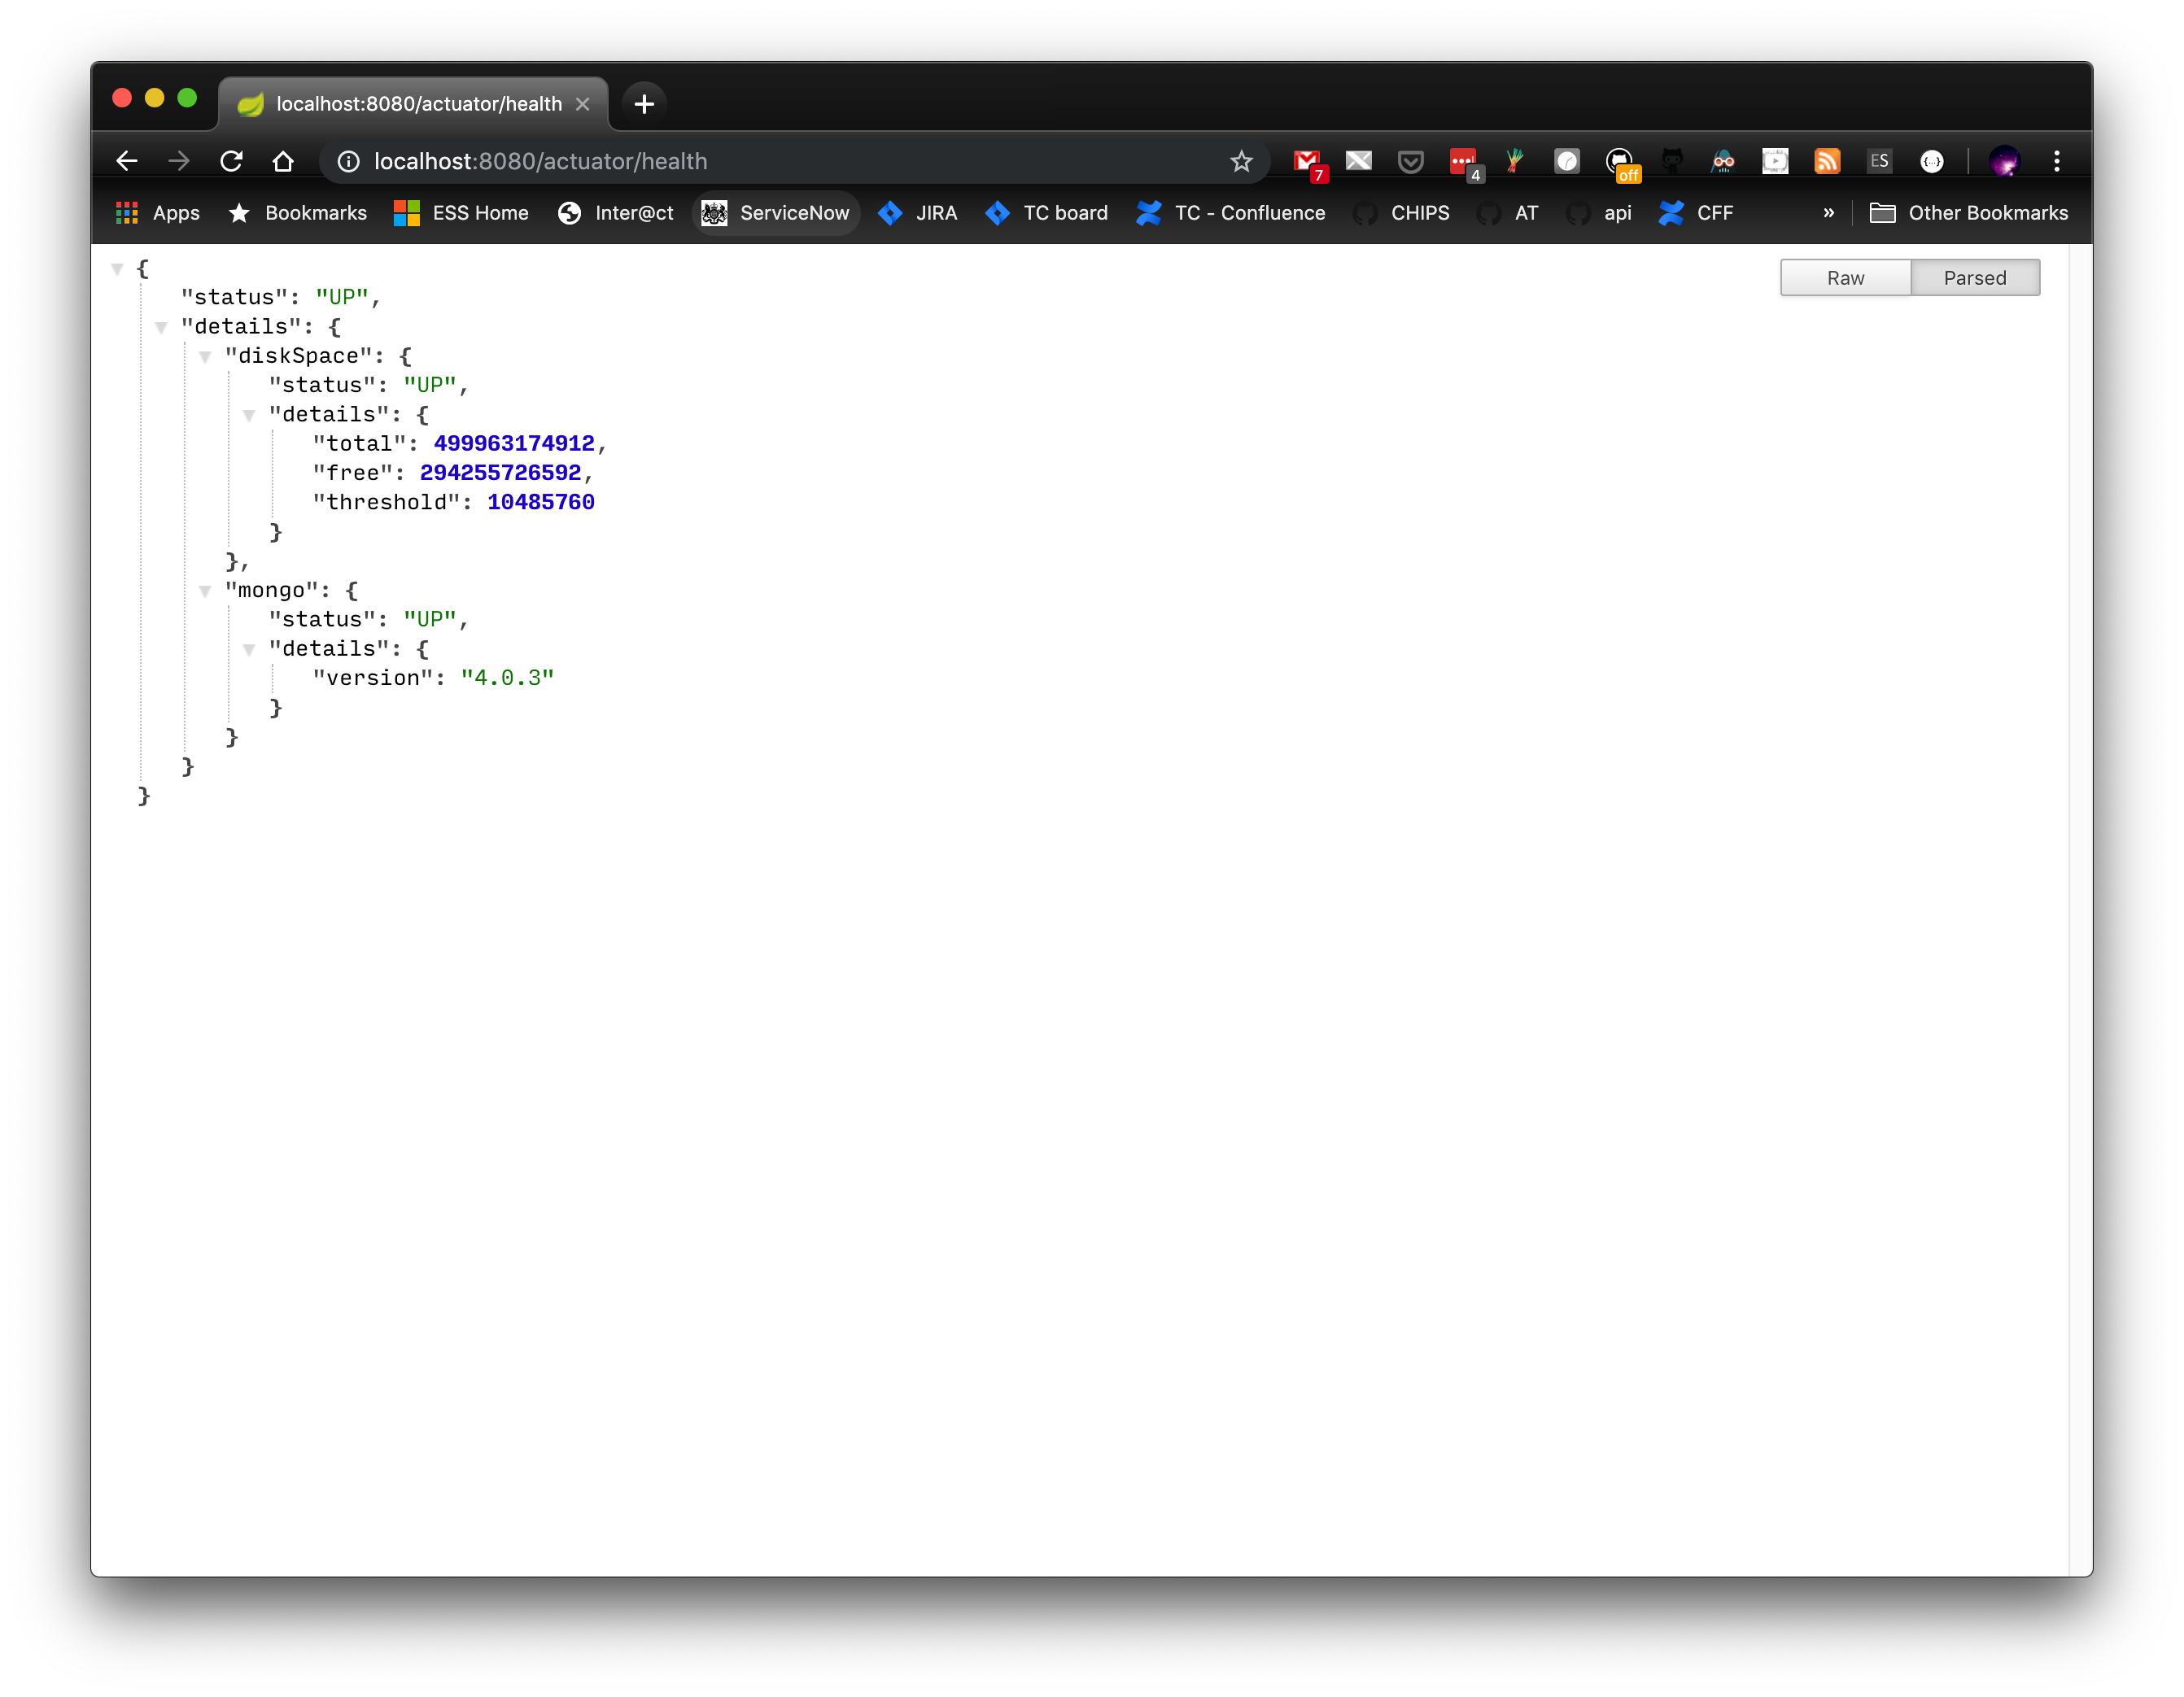 localhost:8080/actuator/health
localhost:8080/actuator/health
7
4
off
ES
{...}
Apps Bookmarks ESS Home Inter@ct ServiceNow JIRA TC board TC - Confluence CHIPS AT api CFF » Other Bookmarks
Raw Parsed
{
"status": "UP",
"details": {
"diskSpace": {
"status": "UP",
"details": {
"total": 499963174912,
"free": 294255726592,
"threshold": 10485760
}
},
"mongo": {
"status": "UP",
"details": {
"version": "4.0.3"
}
}
}
}